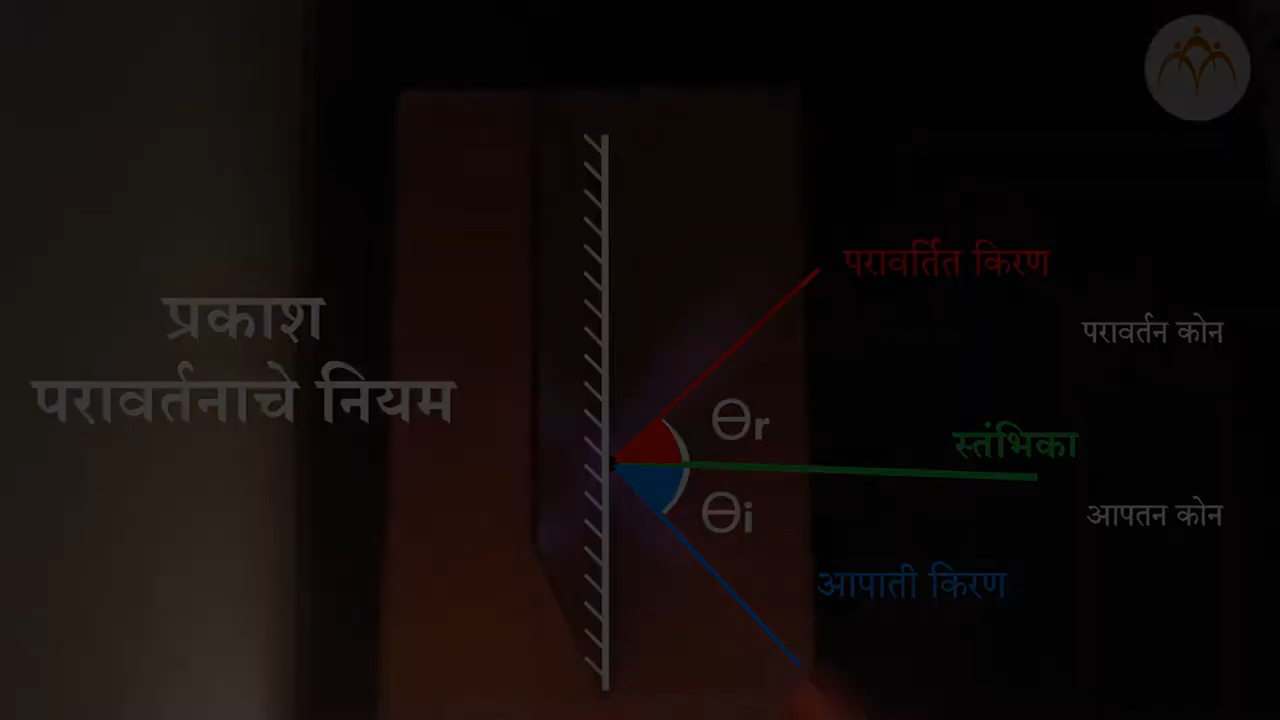 प्रकाश
परावर्तनाचे नियम
परावर्तित किरण
परावर्तन कोन
Θr
स्तंभिका
Θi
आपतन कोन
आपाती किरण